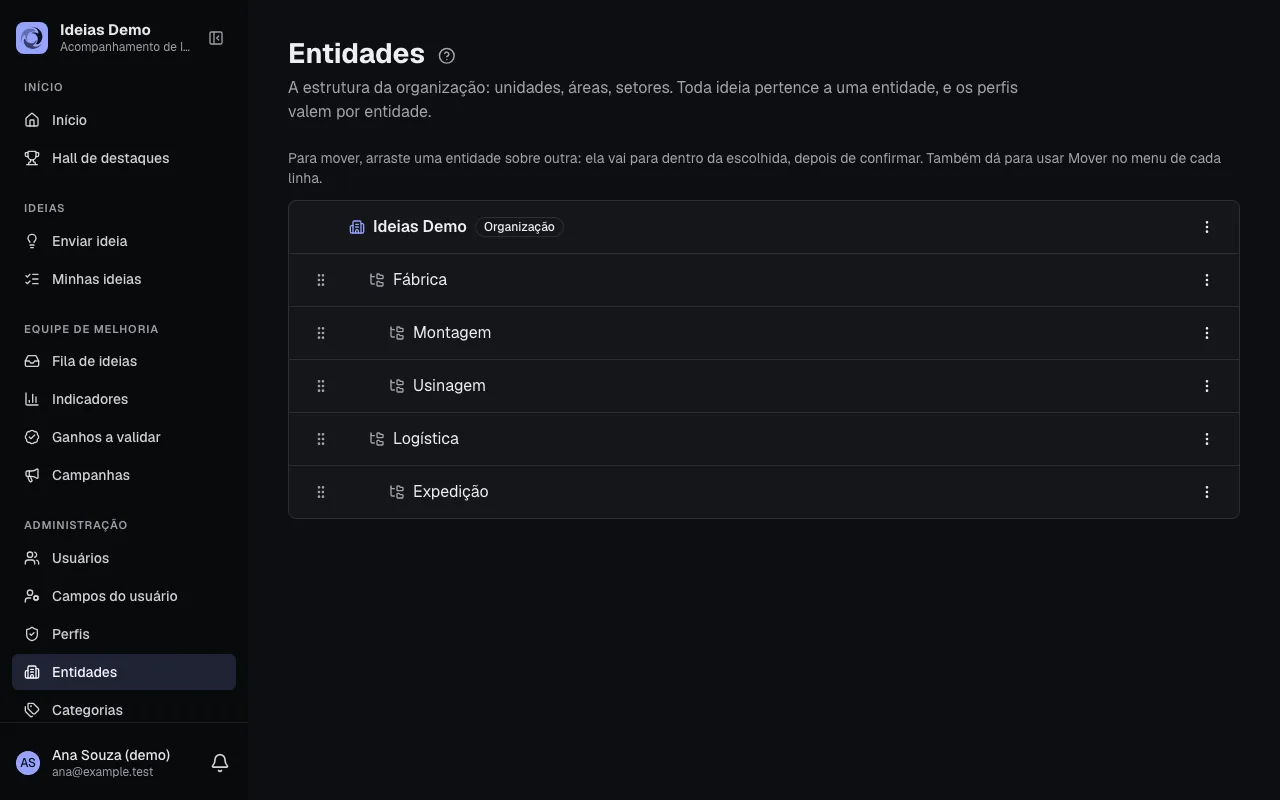 Ideias Demo
Acompanhamento de I...
INÍCIO
Início
Hall de destaques
IDEIAS
Enviar ideia
Minhas ideias
EQUIPE DE MELHORIA
Fila de ideias
Indicadores
Ganhos a validar
Campanhas
ADMINISTRAÇÃO
Usuários
Campos do usuário
Perfis
Entidades
Categorias
AS
Ana Souza (demo)
ana@example.test
Entidades
A estrutura da organização: unidades, áreas, setores. Toda ideia pertence a uma entidade, e os perfis
valem por entidade.
Para mover, arraste uma entidade sobre outra: ela vai para dentro da escolhida, depois de confirmar. Também dá para usar Mover no menu de cada
linha.
Ideias Demo Organização
Fábrica
Montagem
Usinagem
Logística
Expedição